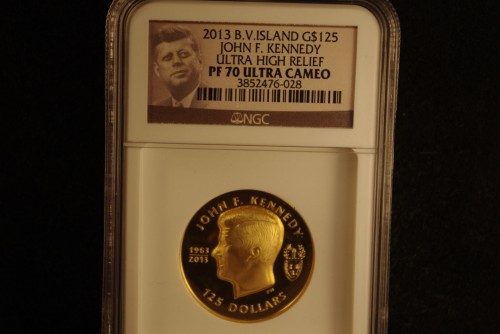 2013 B.V.ISLAND G$125
JOHN F. KENNEDY
ULTRA HIGH RELIEF
PF 70 ULTRA CAMEO
3852476-028
NGC
JOHN F. KENNEDY
1963
2013
125 DOLLARS